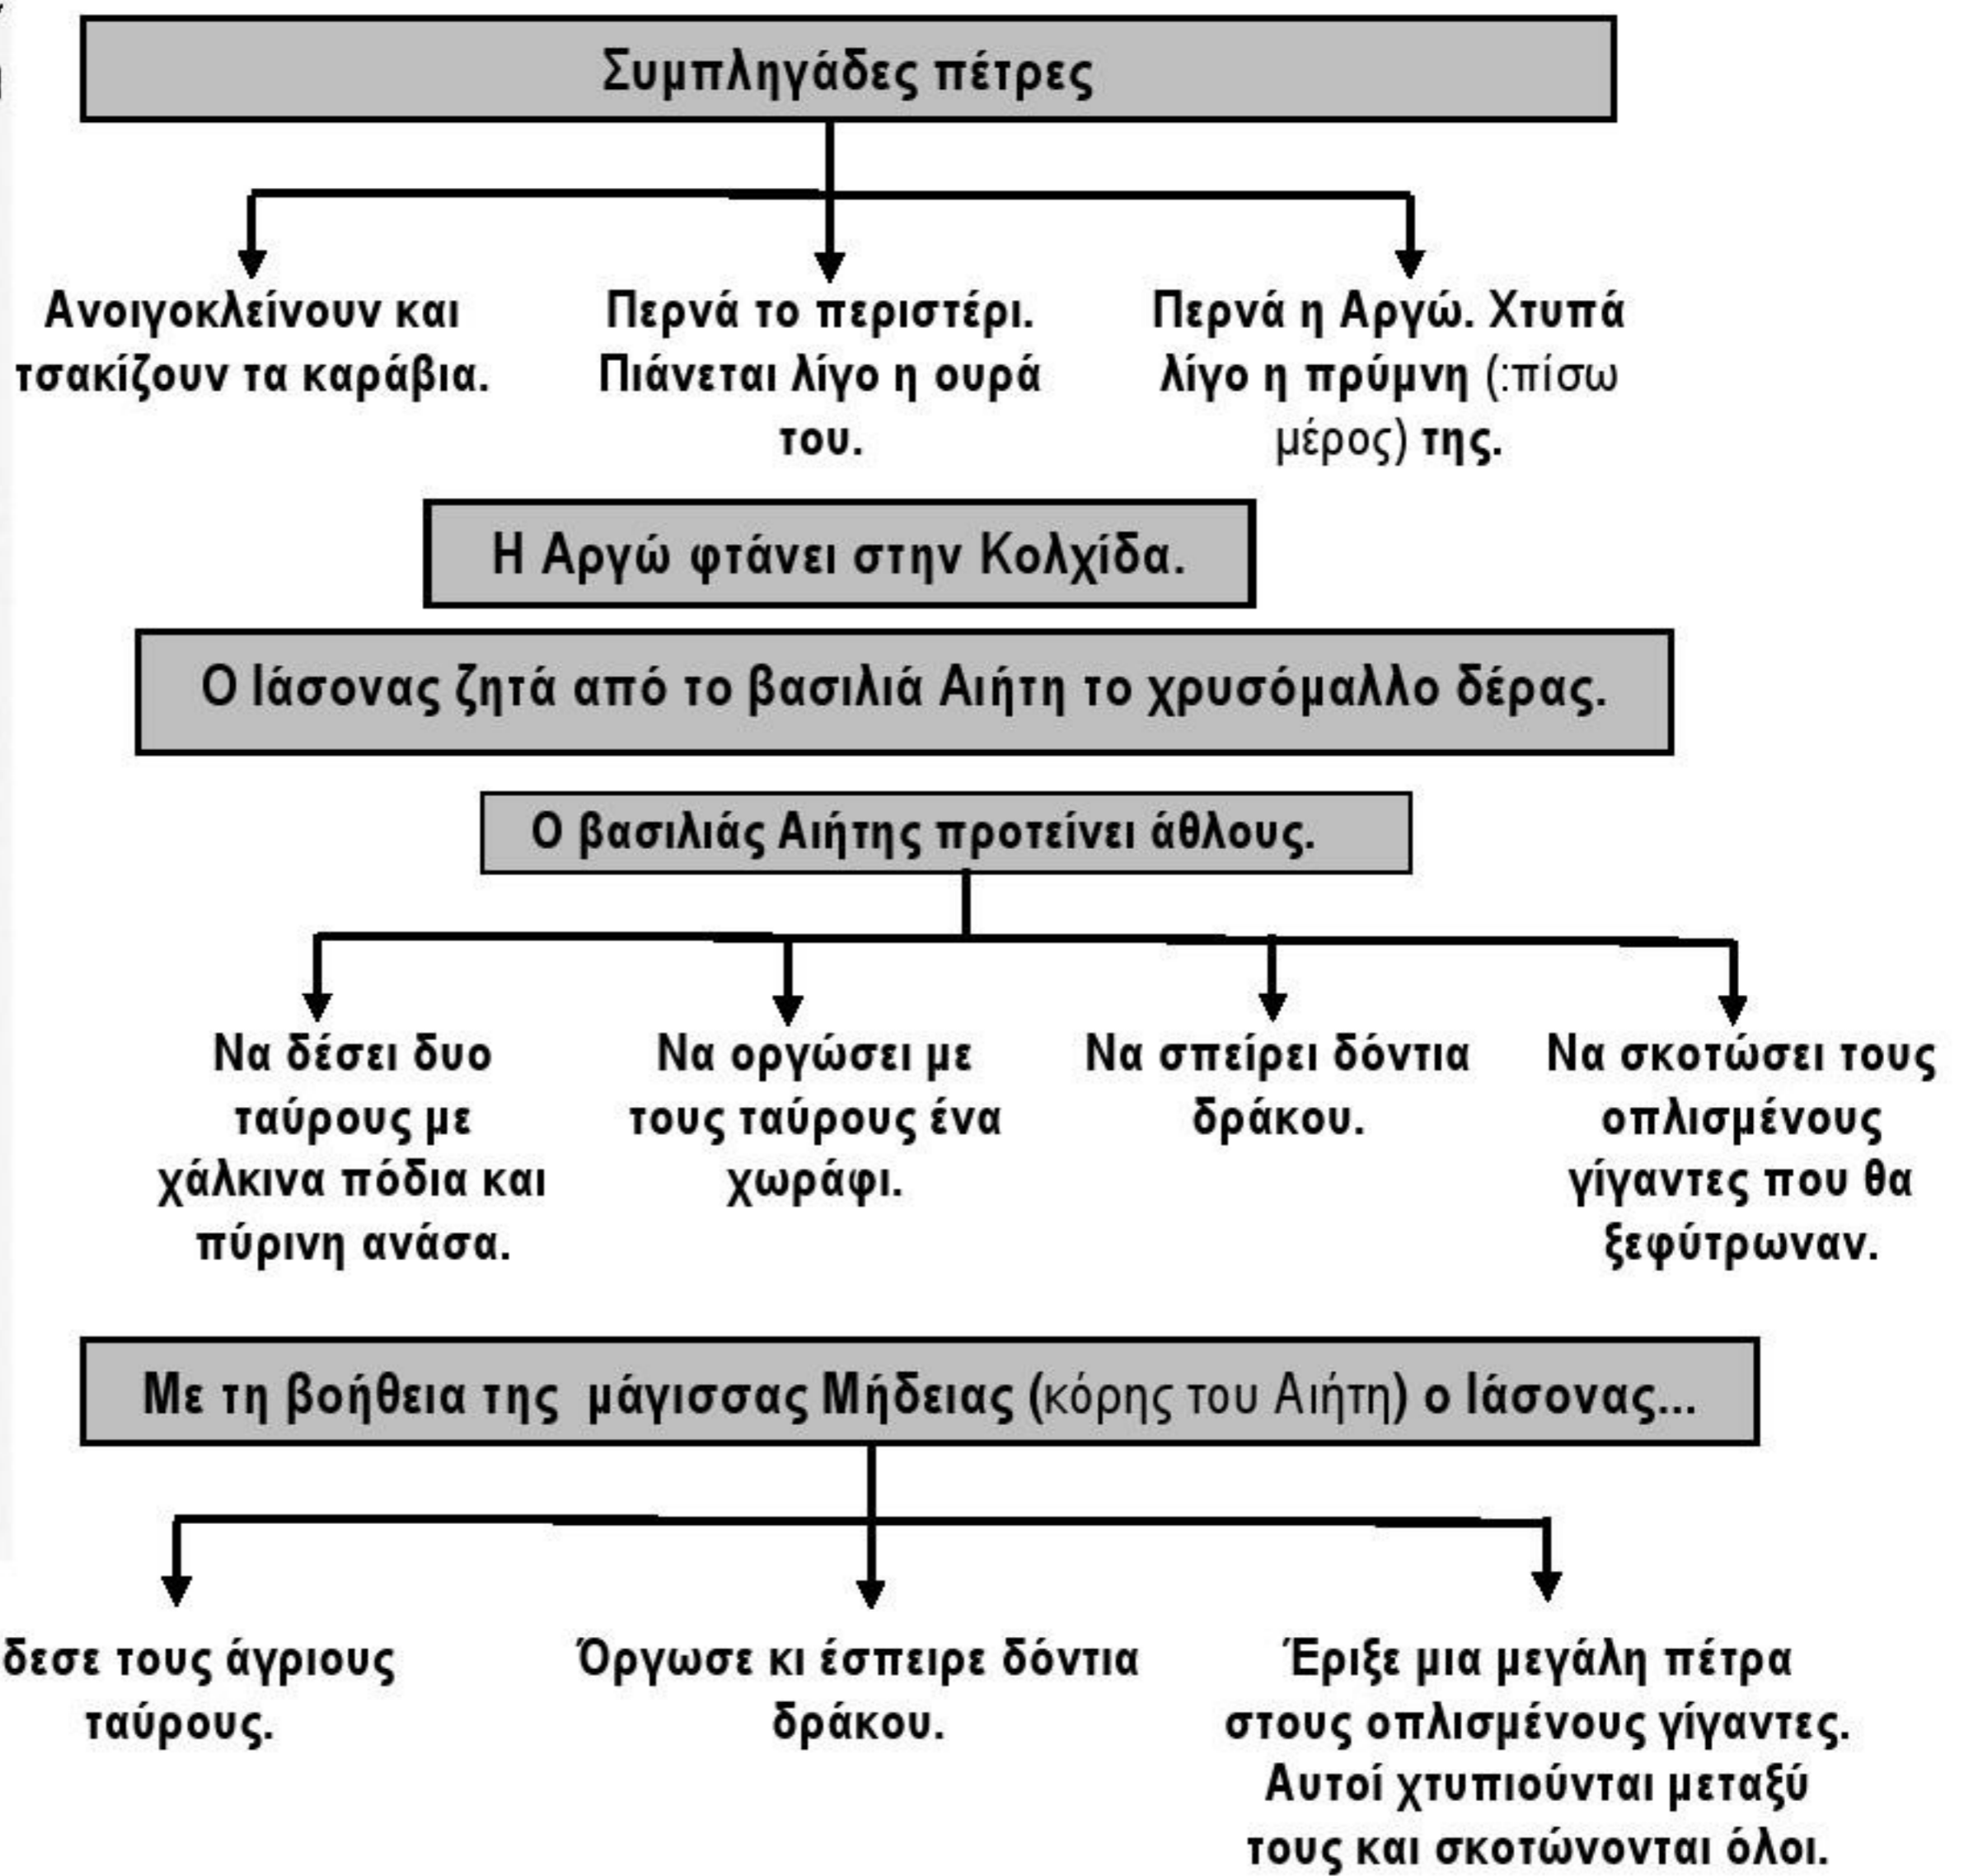 Συμπληγάδες πέτρες
Ανοιγοκλείνουν και
τσακίζουν τα καράβια.
Περνά το περιστέρι.
Πιάνεται λίγο η ουρά
του.
Περνά η Αργώ. Χτυπά
λίγο η πρύμνη (:πίσω
μέρος) της.
Η Αργώ φτάνει στην Κολχίδα.
Ο Ιάσονας ζητά από το βασιλιά Αιήτη το χρυσόμαλλο δέρας.
Ο βασιλιάς Αιήτης προτείνει άθλους.
Να δέσει δυο
ταύρους με
χάλκινα πόδια και
πύρινη ανάσα.
Να οργώσει με
τους ταύρους ένα
χωράφι.
Να σπείρει δόντια
δράκου.
Να σκοτώσει τους
οπλισμένους
γίγαντες που θα
ξεφύτρωναν.
Με τη βοήθεια της μάγισσας Μήδειας (κόρης του Αιήτη) ο Ιάσονας...
δεσε τους άγριους
ταύρους.
Όργωσε κι έσπειρε δόντια
δράκου.
Έριξε μια μεγάλη πέτρα
στους οπλισμένους γίγαντες.
Αυτοί χτυπιούνται μεταξύ
τους και σκοτώνονται όλοι.